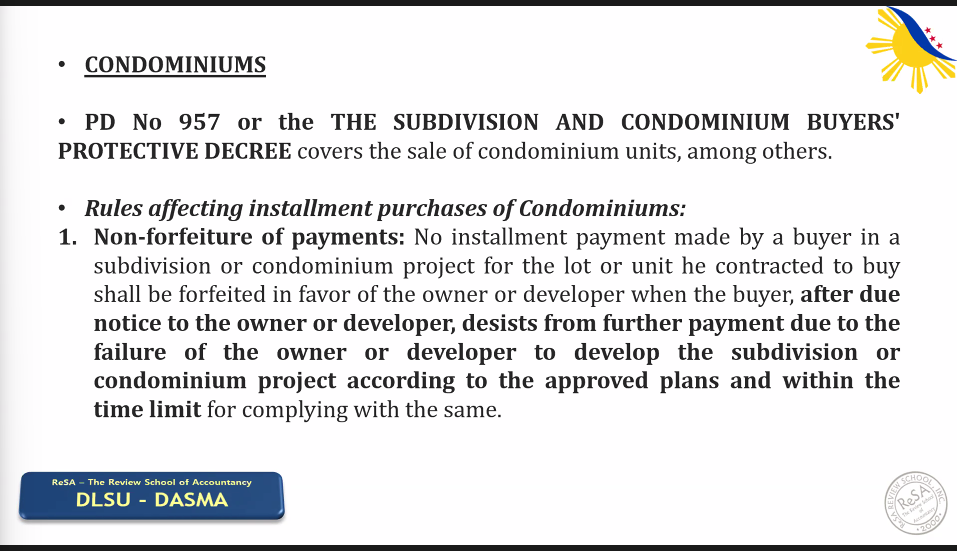 • CONDOMINIUMS
• PD No 957 or the THE SUBDIVISION AND CONDOMINIUM BUYERS'
PROTECTIVE DECREE covers the sale of condominium units, among others.
• Rules affecting installment purchases of Condominiums:
1. Non-forfeiture of payments: No installment payment made by a buyer in a
subdivision or condominium project for the lot or unit he contracted to buy
shall be forfeited in favor of the owner or developer when the buyer, after due
notice to the owner or developer, desists from further payment due to the
failure of the owner or developer to develop the subdivision or
condominium project according to the approved plans and within the
time limit for complying with the same.
ReSA – The Review School of Accountancy
DLSU - DASMA
ReSA REVIEW SCHOOL, INC.
ReSA
The Review School
of
Accountancy
•2000•